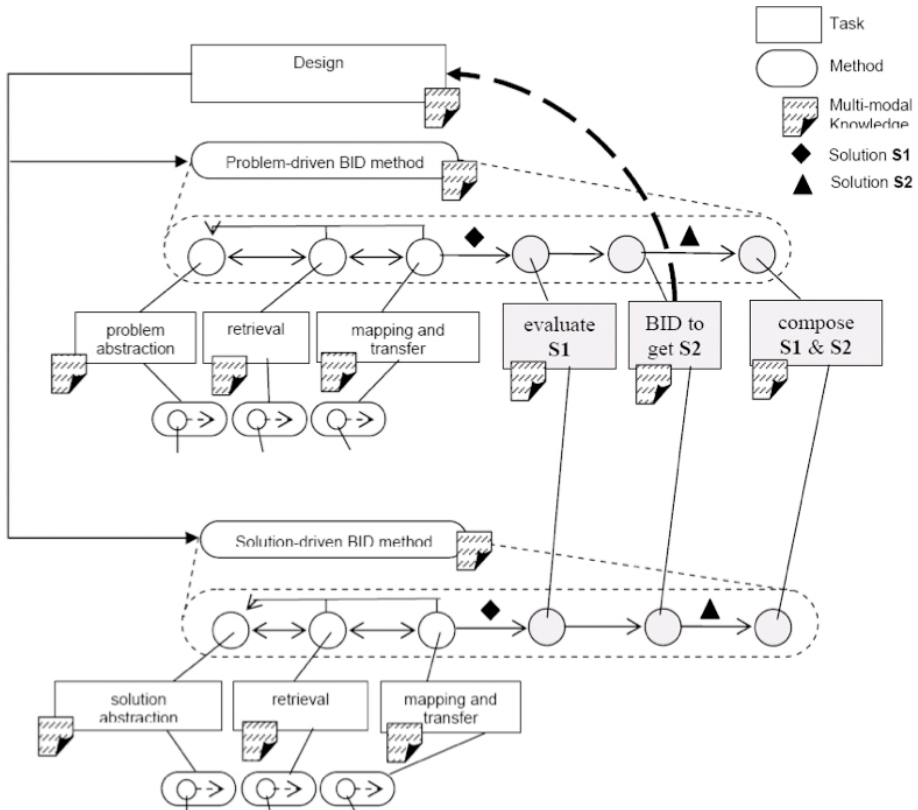 Task
Design
Method
Multi-modal
Knowledge
Problem-driven BID method
Solution S1
Solution S2
problem
abstraction
retrieval
mapping and
transfer
evaluate
S1
BID to
get S2
compose
S1 & S2
Solution-driven BID method
solution
abstraction
retrieval
mapping and
transfer